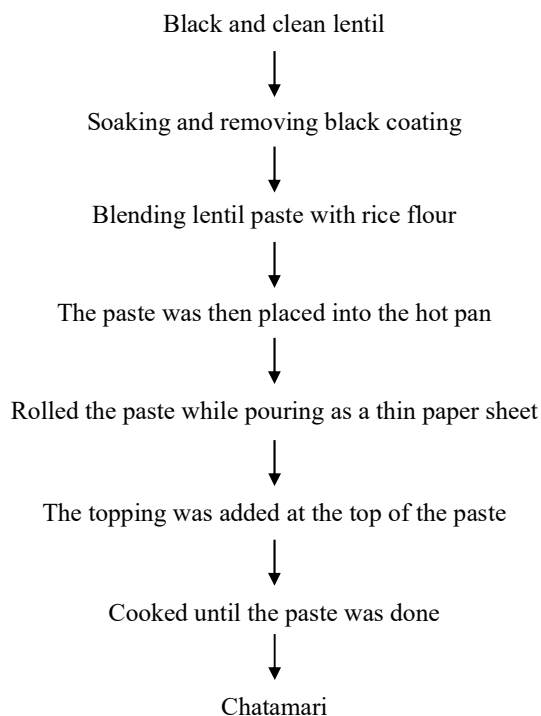 Black and clean lentil
Soaking and removing black coating
Blending lentil paste with rice flour
The paste was then placed into the hot pan
Rolled the paste while pouring as a thin paper sheet
The topping was added at the top of the paste
Cooked until the paste was done
Chatamari